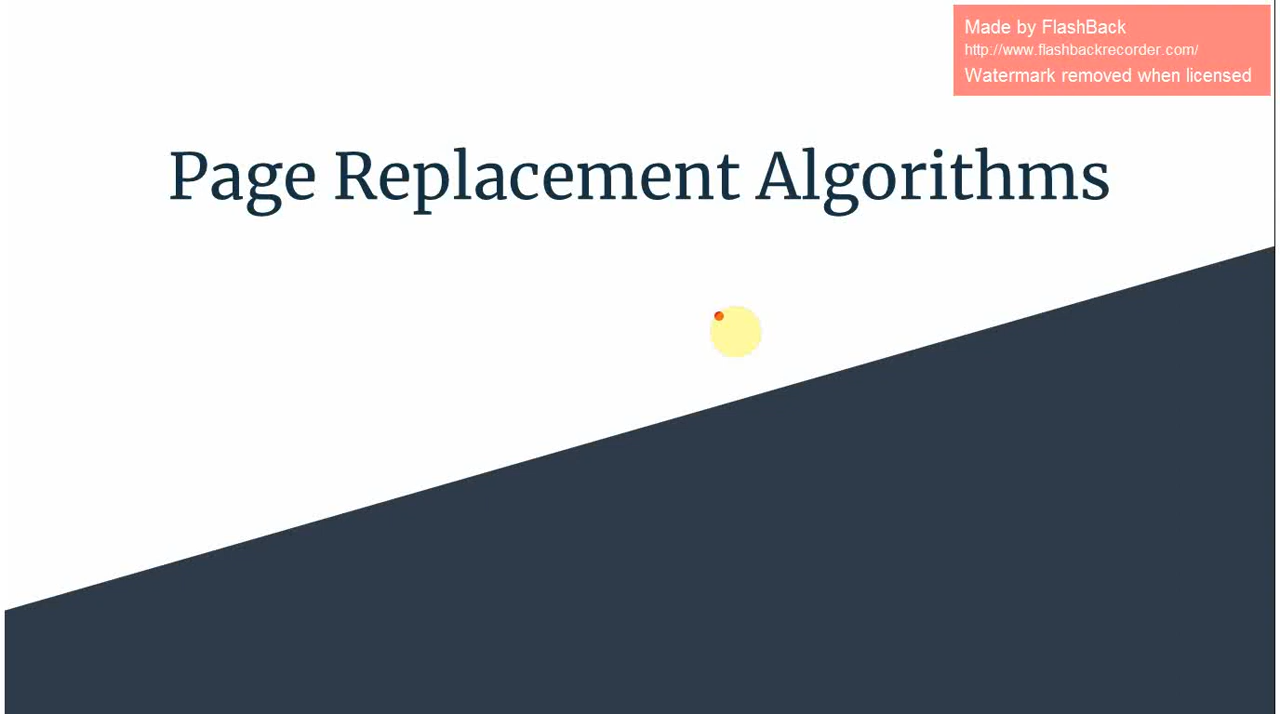 Made by FlashBack
http://www.flashbackrecorder.com/
Watermark removed when licensed
Page Replacement Algorithms